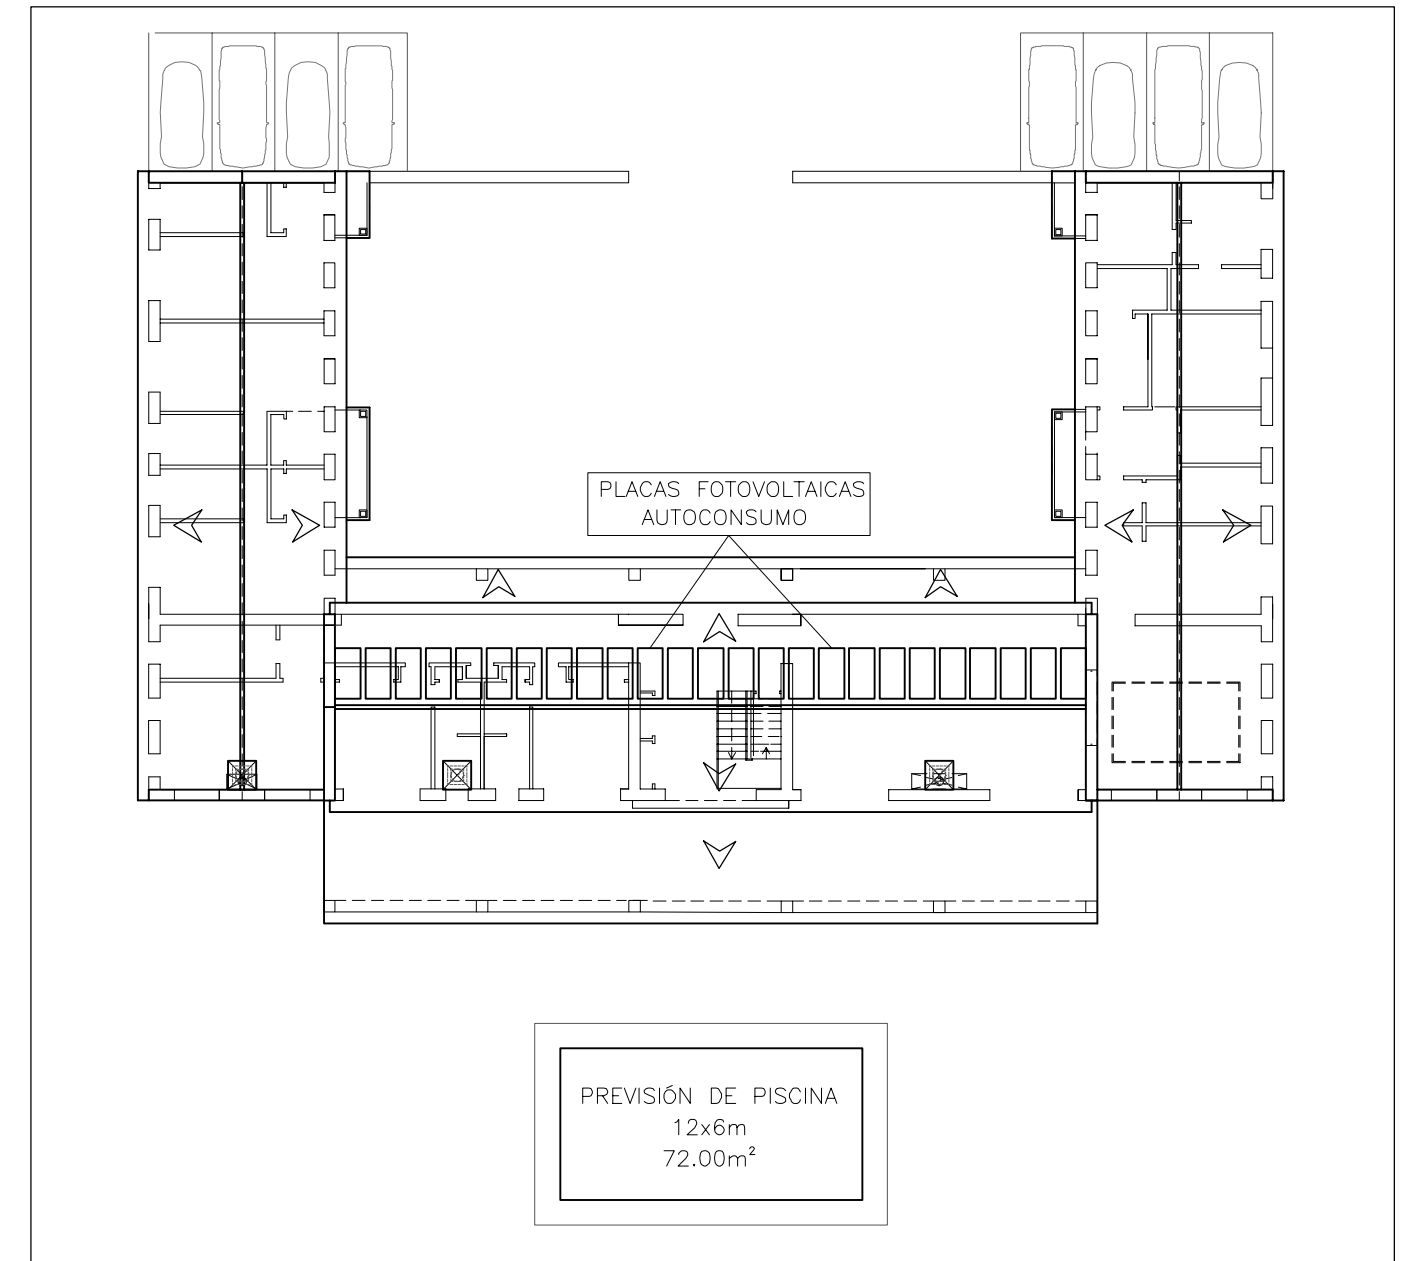 PLACAS FOTOVOLTAICAS
AUTOCONSUMO
PREVISIÓN DE PISCINA
12x6m
72.00m²